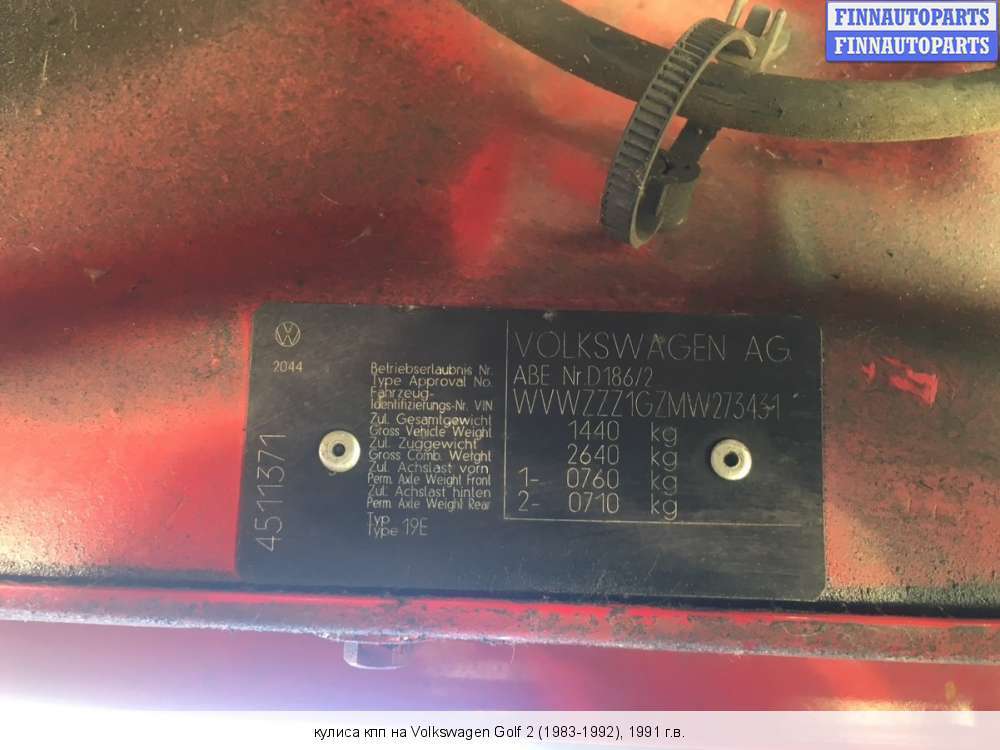 FINNAUTOPARTS
FINNAUTOPARTS
2044
4511371
VOLKSWAGEN AG
Betriebserlaubnis Nr.
Type Approval No.
ABE Nr. D186/2
Fahrzeug-
Identifizierungs-Nr. VIN
WVWZZZ1GZMW273431
Zul. Gesamtgewicht
Gross Vehicle Weight
1440 kg
Zul. Zuggewicht
Gross Comb. Weight
2640 kg
Zul. Achslast vorn
Perm. Axle Weight Front
1- 0760 kg
Zul. Achslast hinten
Perm. Axle Weight Rear
2- 0710 kg
Typ
Type 19E
кулиса кпп на Volkswagen Golf 2 (1983-1992), 1991 г.в.